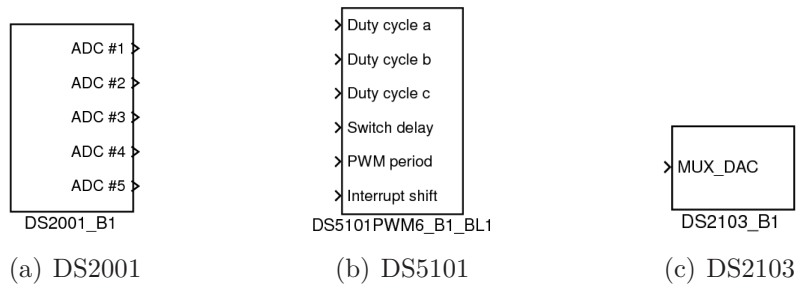 ADC #1
ADC #2
ADC #3
ADC #4
ADC #5
DS2001_B1
(a) DS2001
Duty cycle a
Duty cycle b
Duty cycle c
Switch delay
PWM period
Interrupt shift
DS5101PWM6_B1_BL1
(b) DS5101
MUX_DAC
DS2103_B1
(c) DS2103